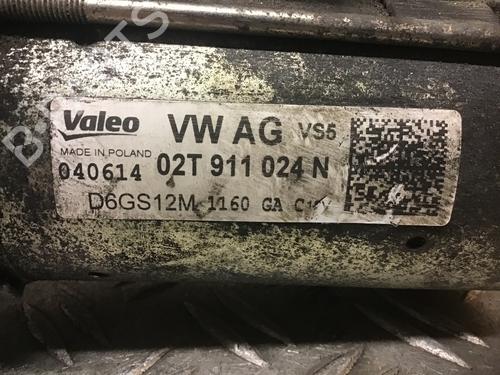 Valeo VW AG VS5
MADE IN POLAND
040614 02T 911 024 N
D6GS12M 1160 GA